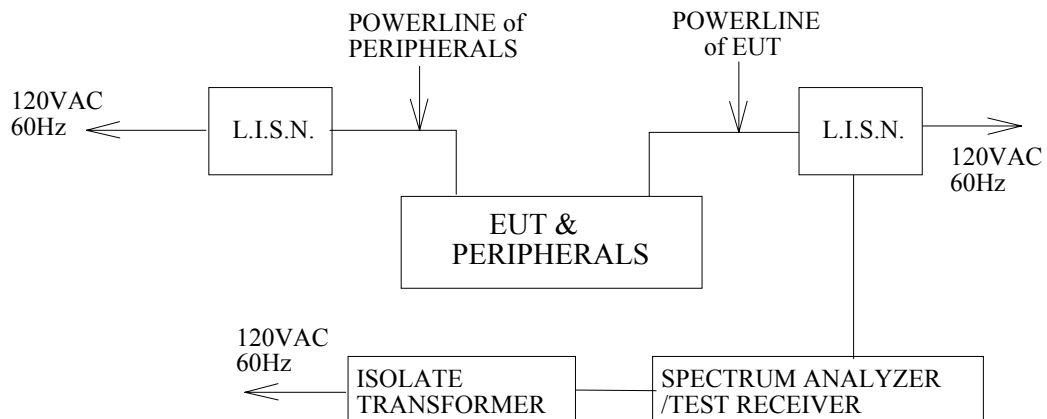 POWERLINE of
PERIPHERALS
POWERLINE
of EUT
120VAC
60Hz
L.I.S.N.
L.I.S.N.
120VAC
60Hz
EUT &
PERIPHERALS
120VAC
60Hz
ISOLATE
TRANSFORMER
SPECTRUM ANALYZER
/TEST RECEIVER